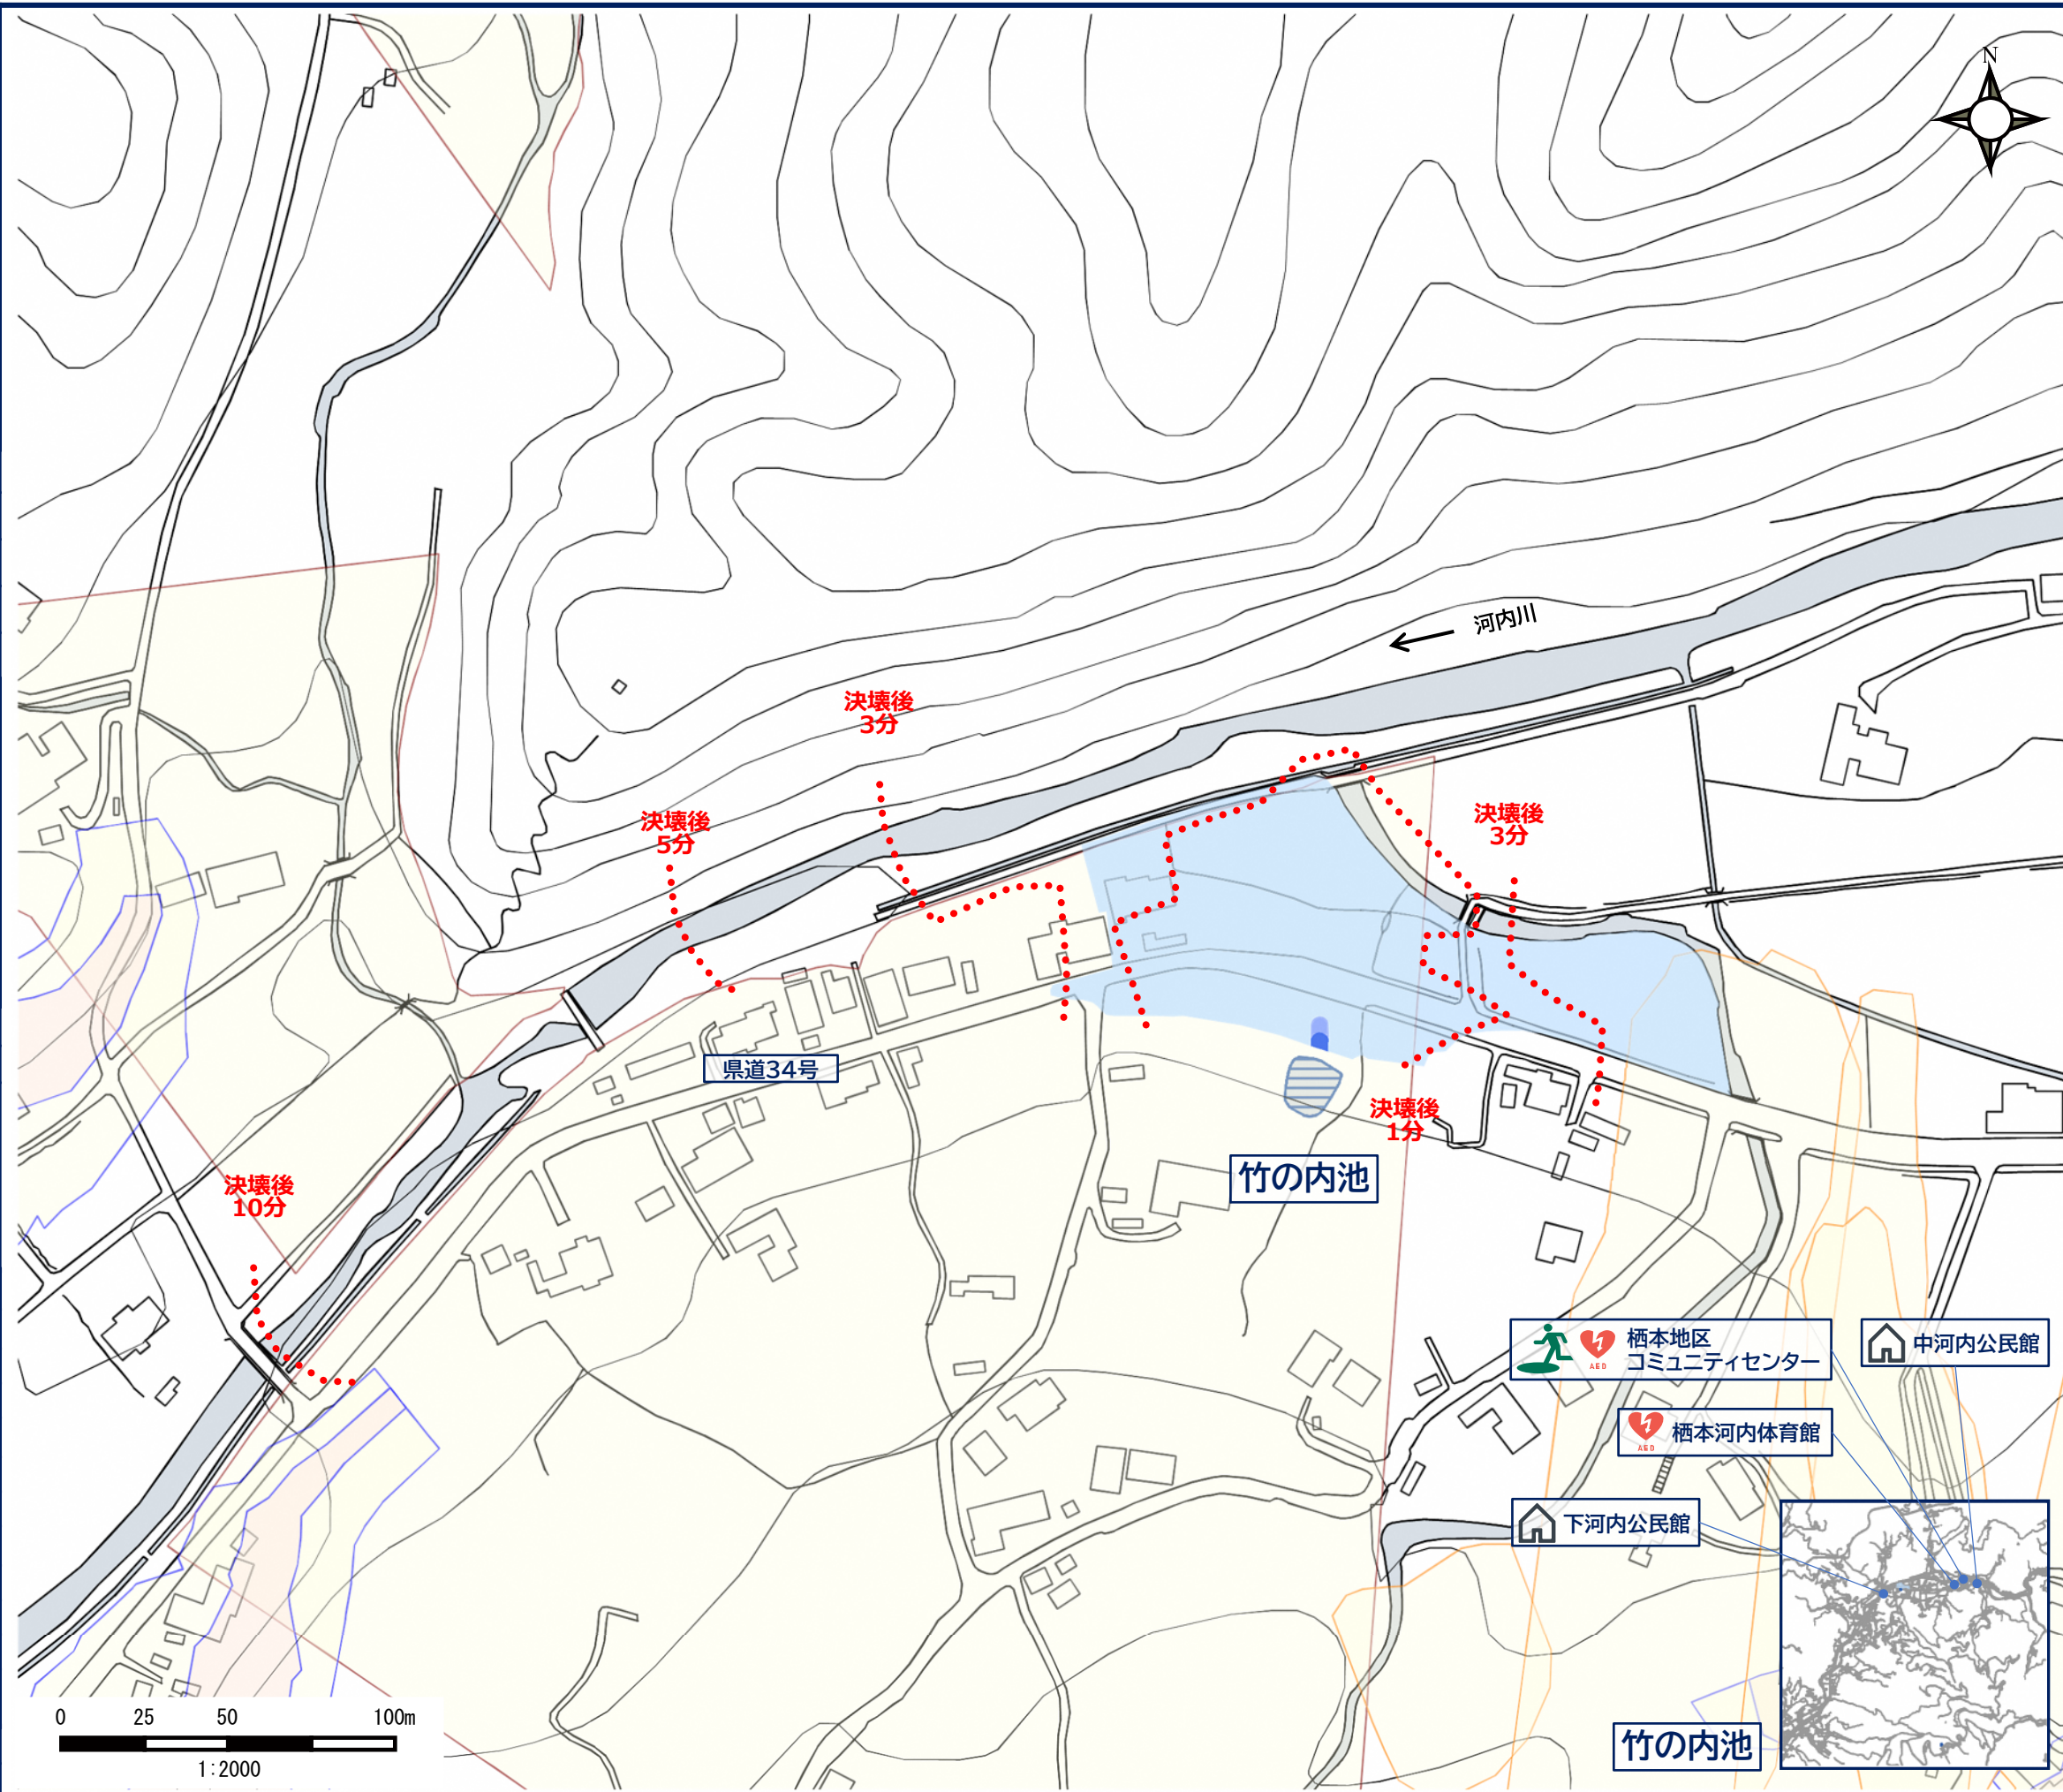 N
河内川
決壊後
3分
決壊後
5分
決壊後
3分
県道34号
決壊後
1分
竹の内池
決壊後
10分
栖本地区
コミュニティセンター
AED
中河内公民館
栖本河内体育館
AED
下河内公民館
0 25 50 100m
1:2000
竹の内池